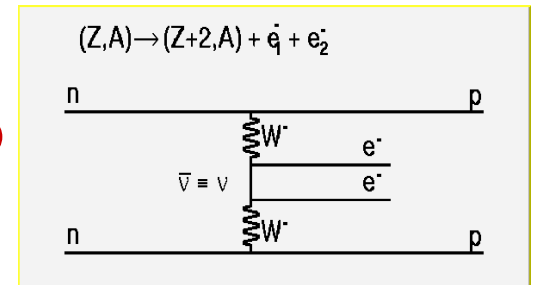 (Z,A)→(Z+2,A) + e₁⁻ + e₂⁻
n p
W⁻
e⁻
ν̅ ≡ ν e⁻
W⁻
n p